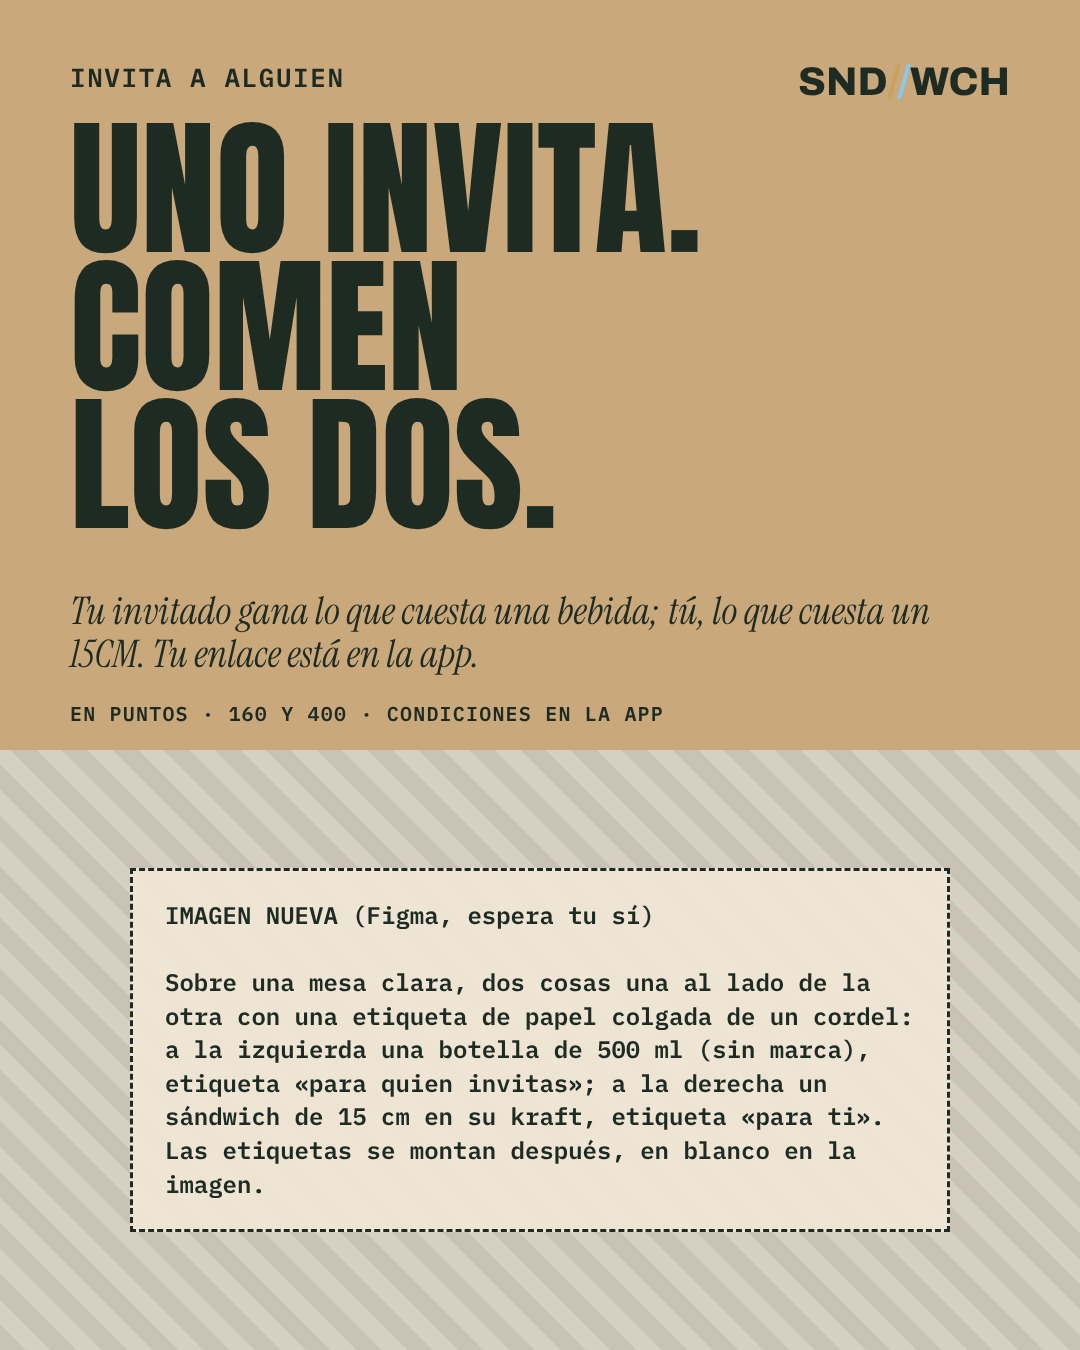 INVITA A ALGUIEN
SND//WCH
UNO INVITA.
COMEN
LOS DOS.
Tu invitado gana lo que cuesta una bebida; tú, lo que cuesta un
15CM. Tu enlace está en la app.
EN PUNTOS · 160 Y 400 · CONDICIONES EN LA APP
IMAGEN NUEVA (Figma, espera tu sí)
Sobre una mesa clara, dos cosas una al lado de la
otra con una etiqueta de papel colgada de un cordel:
a la izquierda una botella de 500 ml (sin marca),
etiqueta «para quien invitas»; a la derecha un
sándwich de 15 cm en su kraft, etiqueta «para ti».
Las etiquetas se montan después, en blanco en la
imagen.